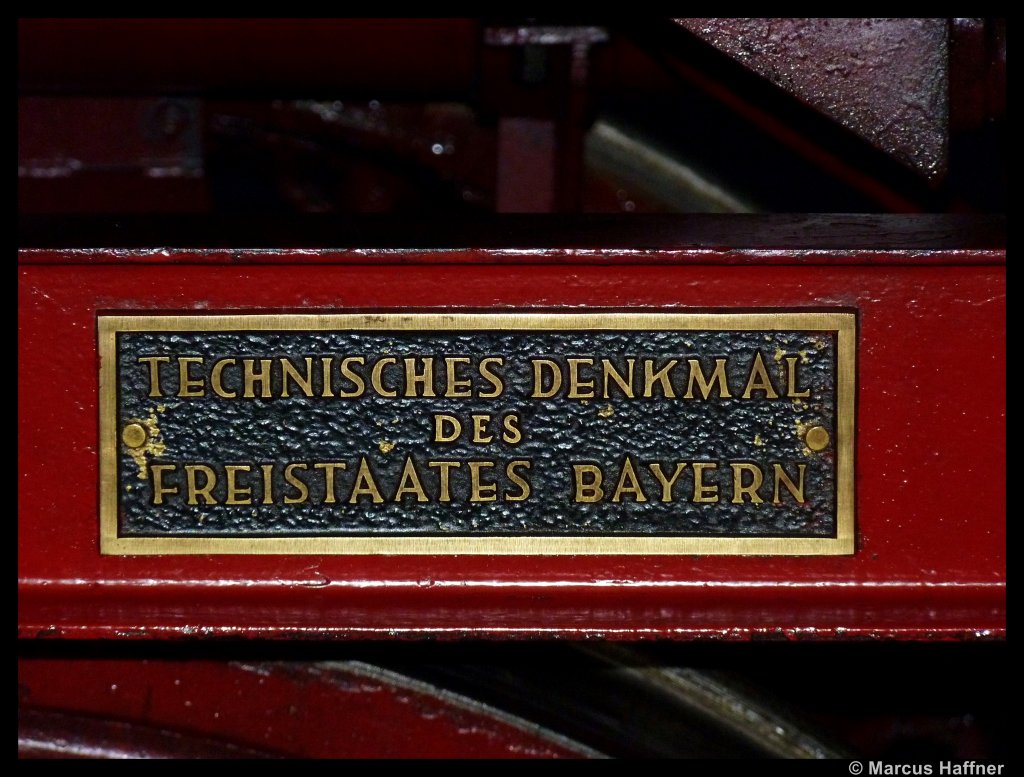 TECHNISCHES DENKMAL
DES
FREISTAATES BAYERN
© Marcus Haffner